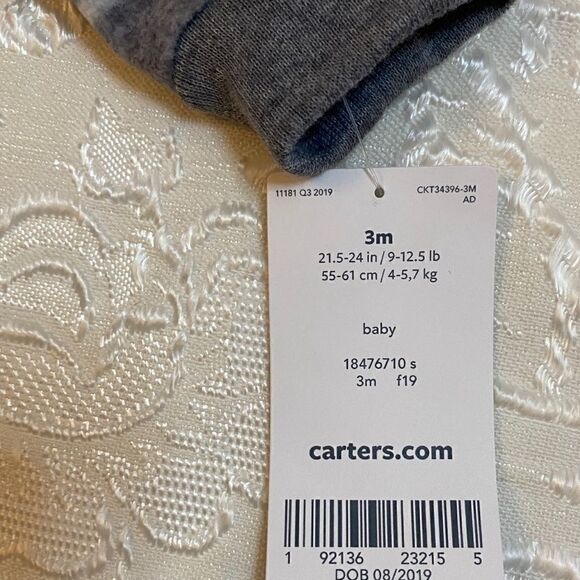 11181 Q3 2019 CKT34396-3M
AD
3m
21.5-24 in / 9-12.5 lb
55-61 cm / 4-5,7 kg
baby
18476710 s
3m f19
carters.com
1 92136 23215 5
DOB 08/2019